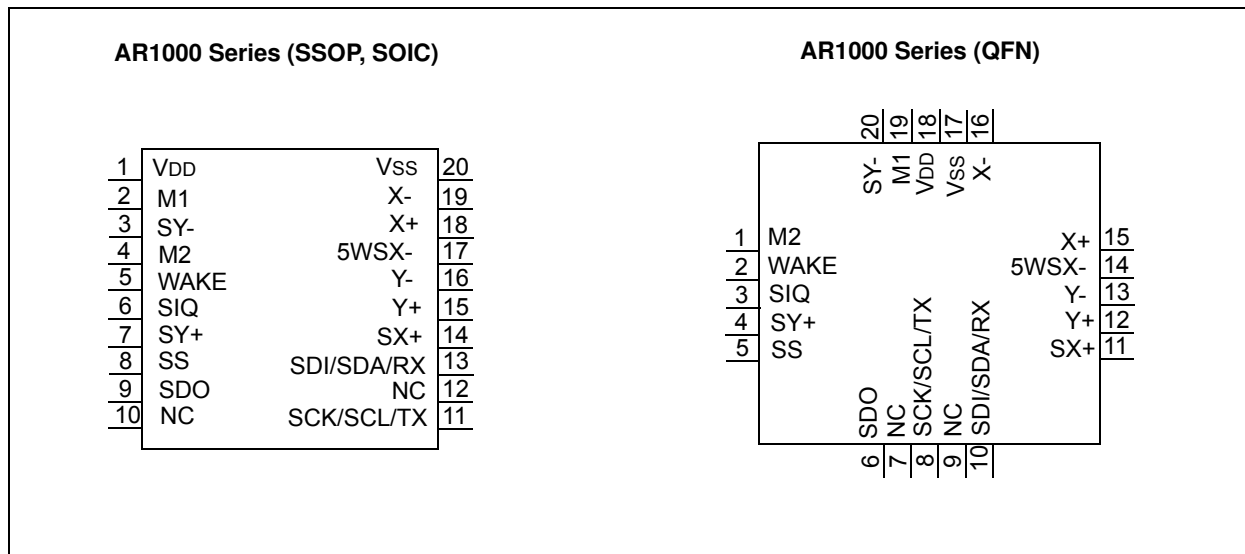 AR1000 Series (SSOP, SOIC)
1 VDD VSS 20
2 M1 X- 19
3 SY- X+ 18
4 M2 5WSX- 17
5 WAKE Y- 16
6 SIQ Y+ 15
7 SY+ SX+ 14
8 SS SDI/SDA/RX 13
9 SDO NC 12
10 NC SCK/SCL/TX 11
AR1000 Series (QFN)
20 19 18 17 16
SY- M1 VDD VSS X-
1 M2 X+ 15
2 WAKE 5WSX- 14
3 SIQ Y- 13
4 SY+ Y+ 12
5 SS SX+ 11
SDO NC SCK/SCL/TX NC SDI/SDA/RX
6 7 8 9 10